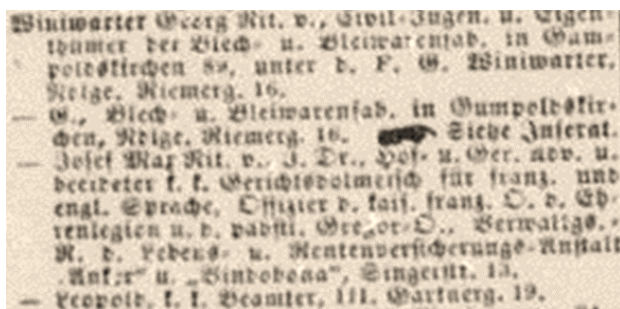 Winiwarter Georg Rit. v., Civil-Ingen. u. Eigen-
thümer der Blech- u. Bleiwarenfab. in Gum-
poldskirchen 89, unter d. F. G. Winiwarter,
Ndlge. Riemerg. 16.
— G., Blech- u. Bleiwarenfab. in Gumpoldskir-
chen, Ndlge. Riemerg. 16. ☛ Siehe Inserat.
— Josef Max Rit. v., J. Dr., Hof- u. Ger. Adv. u.
beeideter k. k. Gerichtsdolmetsch für franz. und
engl. Sprache, Offizier d. kais. franz. O. d. Eh-
renlegion u. d. päbstl. Gregor-O., Verwaltgs.-
R. d. Lebens- u. Rentenversicherungs-Anstalt
„Anker“ u. „Vindobona“, Singerstr. 13.
— Leopold, k. k. Beamter, III. Gärtnerg. 19.